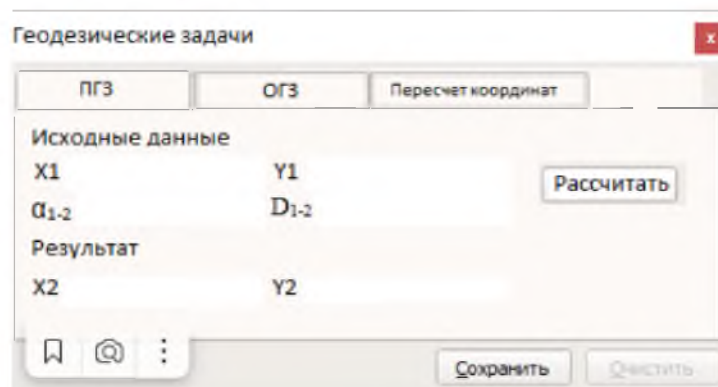 Геодезические задачи
x
ПГЗ ОГЗ Пересчет координат
Исходные данные
X1 Y1
Рассчитать
α1-2 D1-2
Результат
X2 Y2
Сохранить Очистить